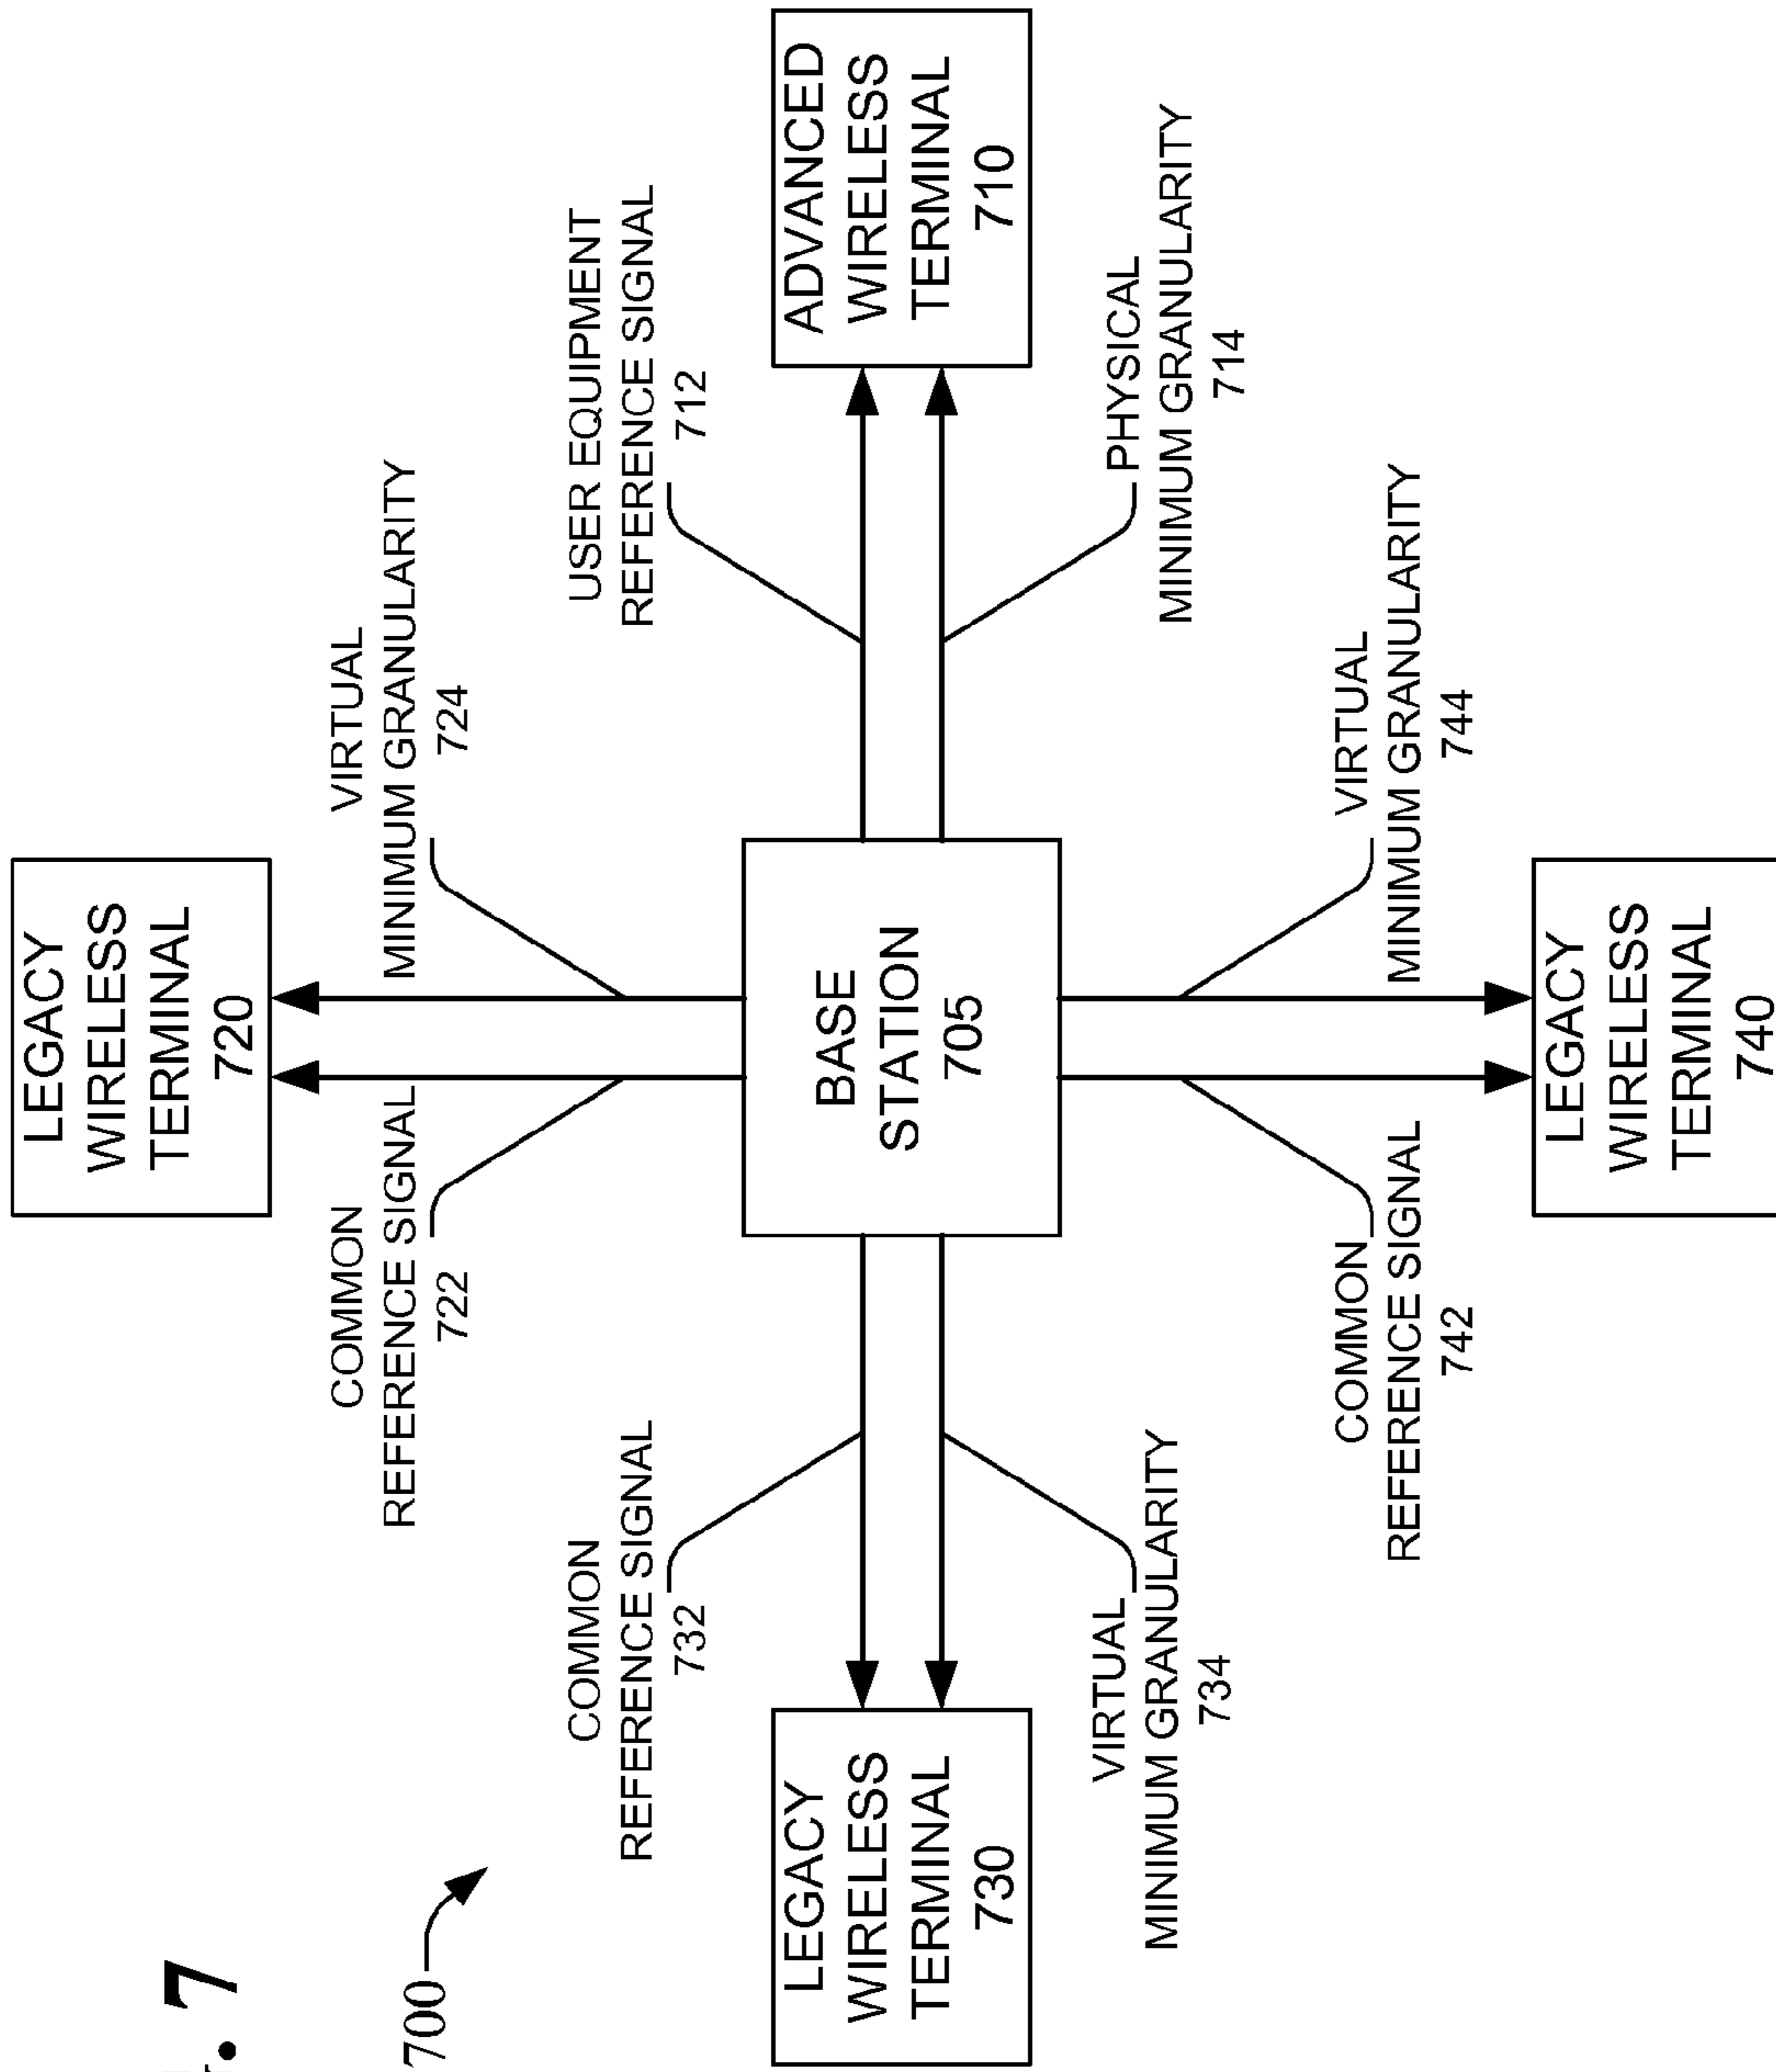 LEGACY
WIRELESS
TERMINAL
720
. 7
700
COMMON
REFERENCE SIGNAL
722
VIRTUAL
MINIMUM GRANULARITY
724
COMMON
REFERENCE SIGNAL
732
USER EQUIPMENT
REFERENCE SIGNAL
712
LEGACY
WIRELESS
TERMINAL
730
BASE
STATION
705
ADVANCED
WIRELESS
TERMINAL
710
VIRTUAL
MINIMUM GRANULARITY
734
PHYSICAL
MINIMUM GRANULARITY
714
COMMON
REFERENCE SIGNAL
742
VIRTUAL
MINIMUM GRANULARITY
744
LEGACY
WIRELESS
TERMINAL
740